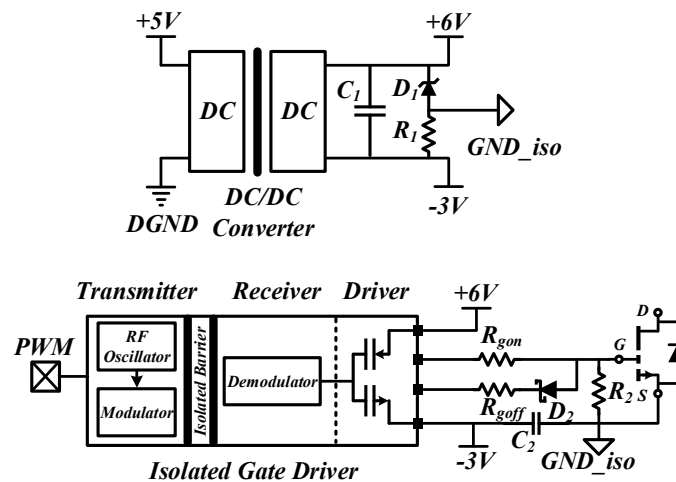 +5V
+6V
DC
DC
C1
D1
R1
GND_iso
DGND
DC/DC
Converter
-3V
Transmitter
Receiver
Driver
+6V
PWM
RF
Oscillator
Modulator
Isolated Barrier
Demodulator
Rgon
Rgoff
D2
C2
R2
D
G
S
-3V
GND_iso
Isolated Gate Driver